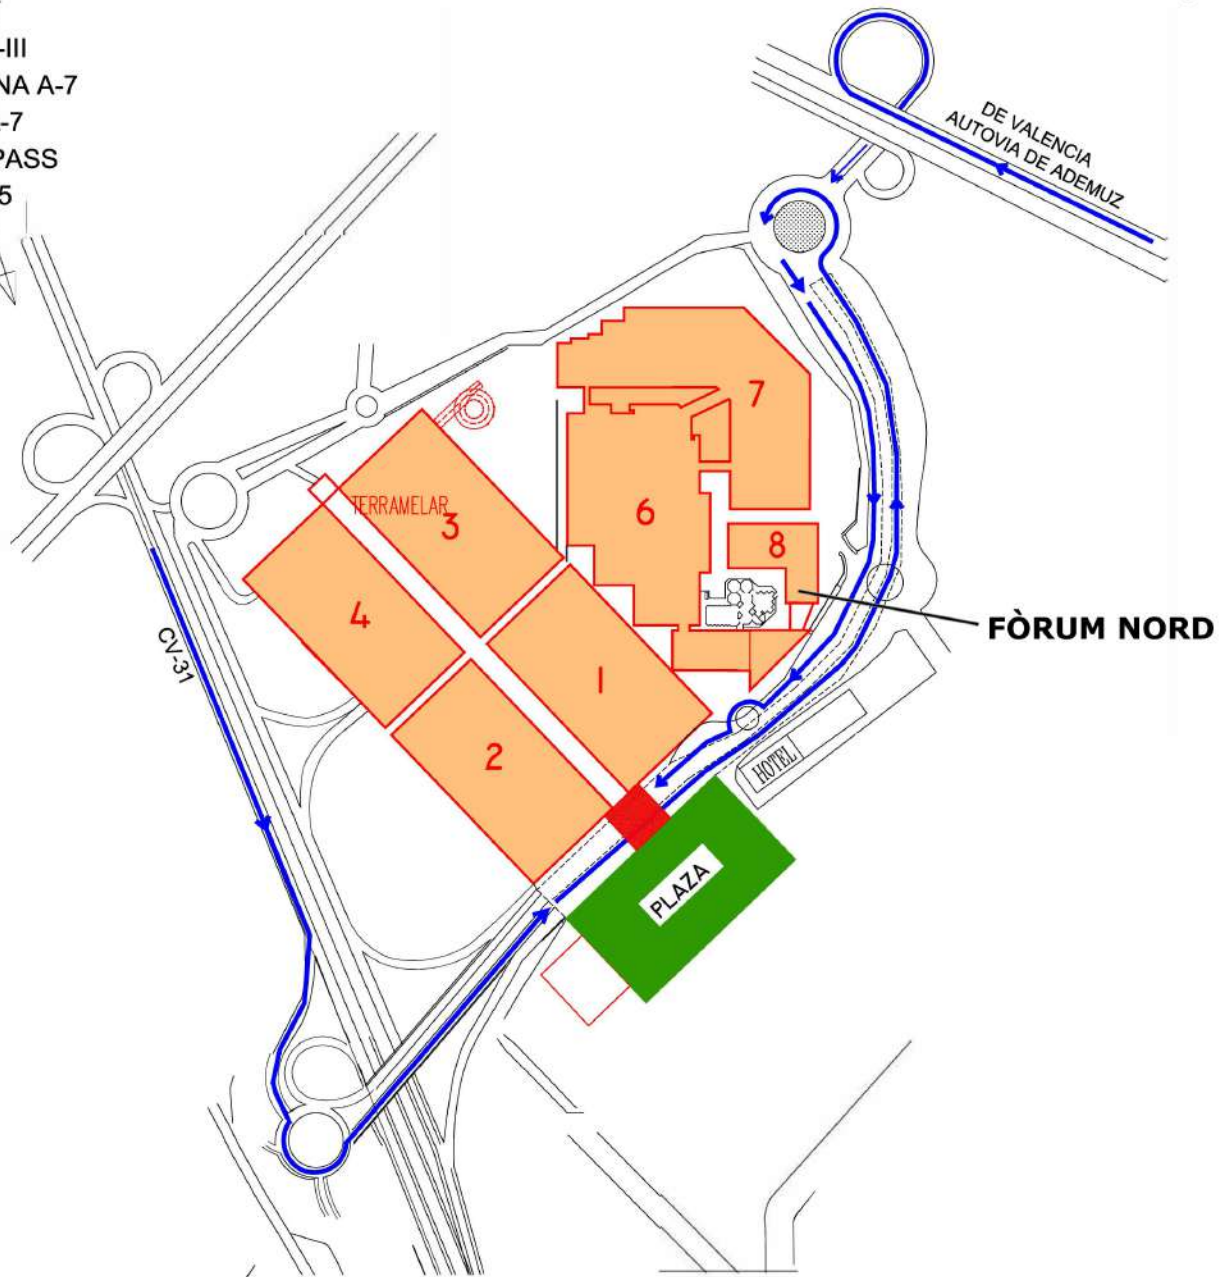 -III
NA A-7
-7
PASS
5
DE VALENCIA
AUTOVIA DE ADEMUZ
7
TERRAMELAR
3
6
8
4
FÒRUM NORD
CV-31
1
2
HOTEL
PLAZA